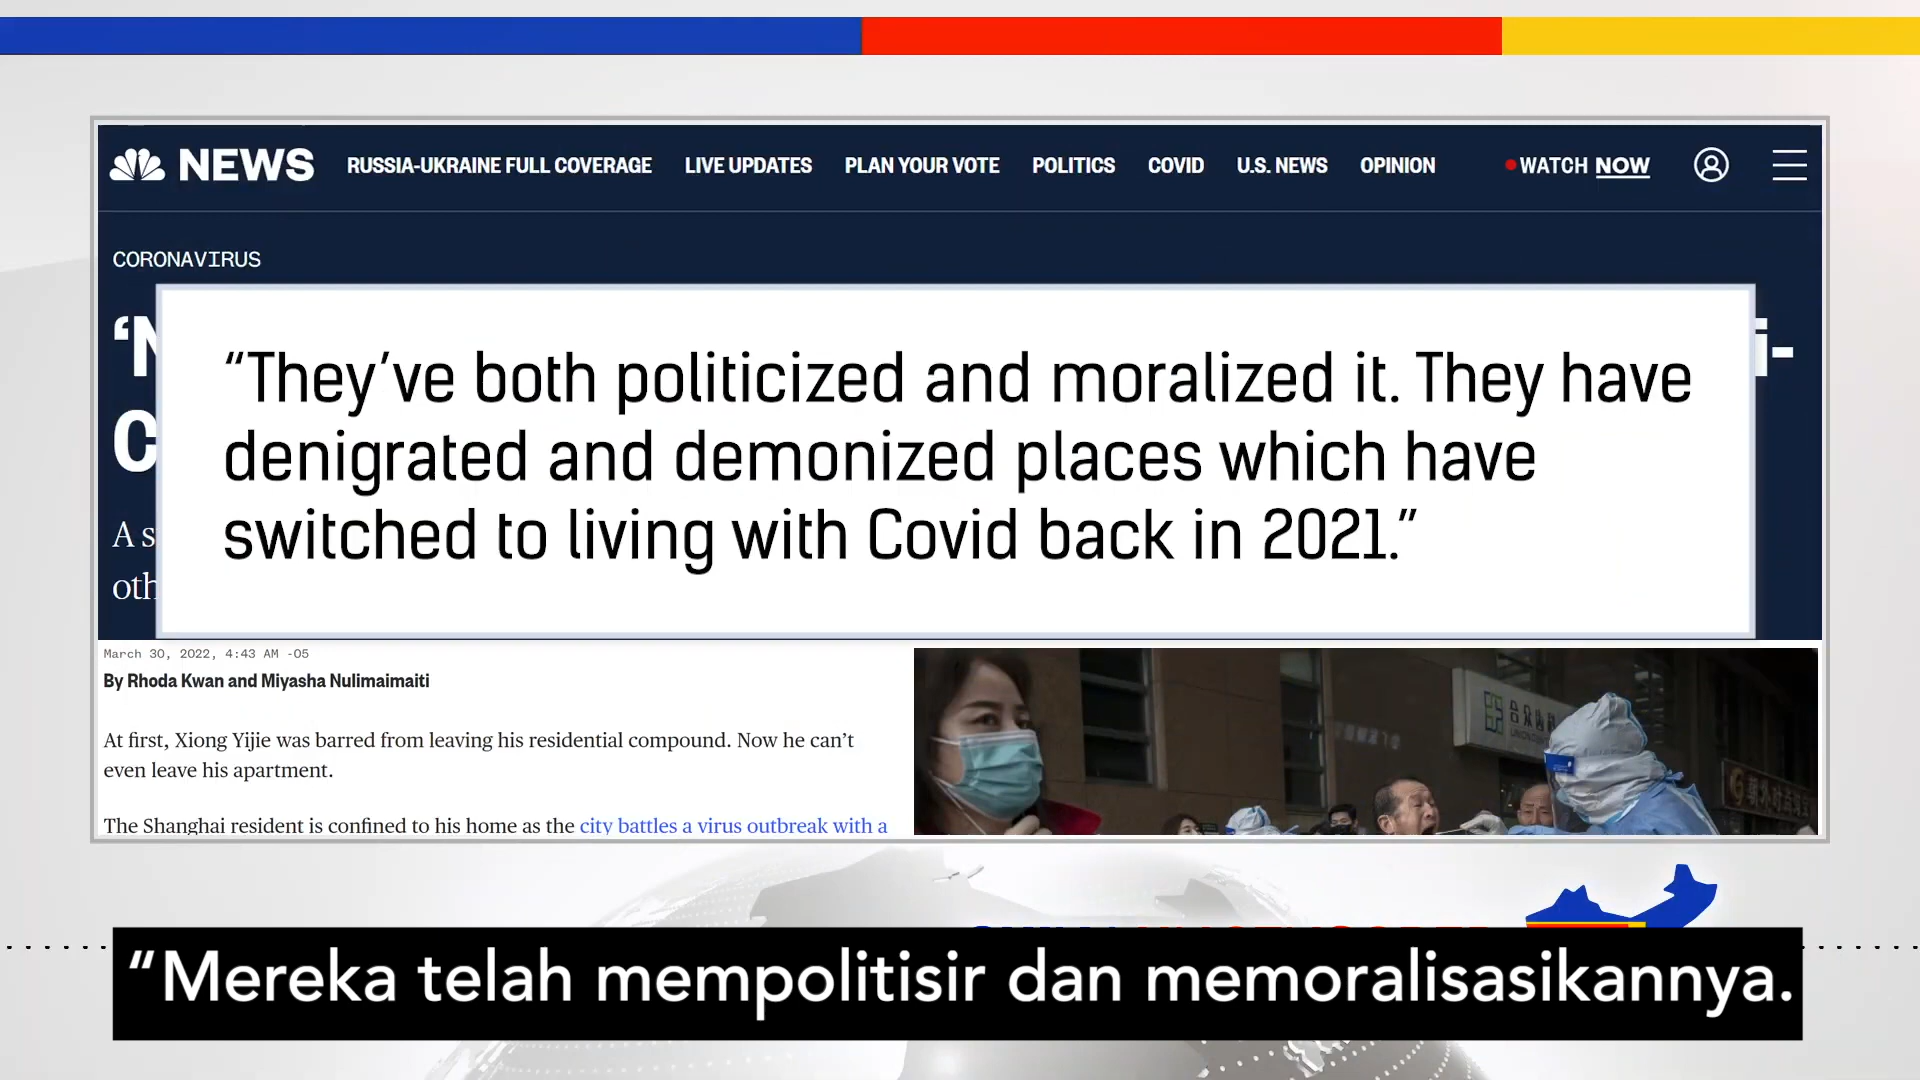 NEWS RUSSIA-UKRAINE FULL COVERAGE LIVE UPDATES PLAN YOUR VOTE POLITICS COVID U.S. NEWS OPINION WATCH NOW
CORONAVIRUS
“They’ve both politicized and moralized it. They have
denigrated and demonized places which have
switched to living with Covid back in 2021.”
March 30, 2022, 4:43 AM -05
By Rhoda Kwan and Miyasha Nulimaimaiti
At first, Xiong Yijie was barred from leaving his residential compound. Now he can’t
even leave his apartment.
The Shanghai resident is confined to his home as the city battles a virus outbreak with a
“Mereka telah mempolitisir dan memoralisasikannya.